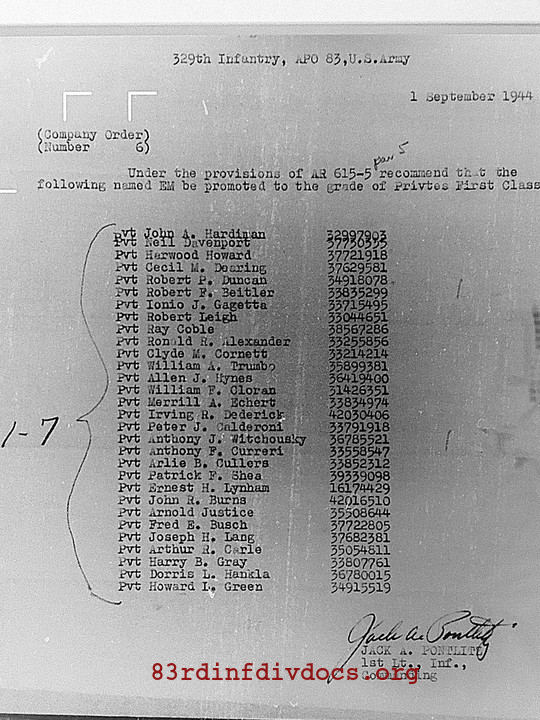 329th Infantry, APO 83,U.S.Army
1 September 1944
(Company Order)
(Number 6)
par 5
Under the provisions of AR 615-5 recommend that the
following named EM be promoted to the grade of Privtes First Class
Pvt John A. Hardiman 32997903
Pvt Neil Davenport 37750355
Pvt Harwood Howard 37721918
Pvt Cecil M. Dearing 37629581
Pvt Robert P. Duncan 34918078
Pvt Robert F. Beitler 33835299
Pvt Ionio J. Gagetta 33715495
Pvt Robert Leigh 33044651
Pvt Ray Coble 38567286
Pvt Ronald R. Alexander 33255856
Pvt Clyde M. Cornett 33214214
Pvt William A. Trumbo 35899381
Pvt Allen J. Hynes 36419400
Pvt William F. Cloran 31426351
Pvt Merrill A. Echert 33834974
Pvt Irving R. Dederick 42030406
Pvt Peter J. Calderoni 33791918
Pvt Anthony J. Witchousky 36785521
Pvt Anthony F. Curreri 33558547
Pvt Arlie B. Cullers 33852312
Pvt Patrick F. Shea 39339098
Pvt Ernest H. Lynham 16174429
Pvt John R. Burns 42016510
Pvt Arnold Justice 35508644
Pvt Fred E. Busch 37722805
Pvt Joseph H. Lang 37682381
Pvt Arthur R. Carle 35054811
Pvt Harry B. Gray 33807761
Pvt Dorris L. Hankla 36780015
Pvt Howard L. Green 34915519
1-7
Jack A. Pontlitz
JACK A. PONTLITZ
1st Lt., Inf.,
Commanding
83rdinfdivdocs.org